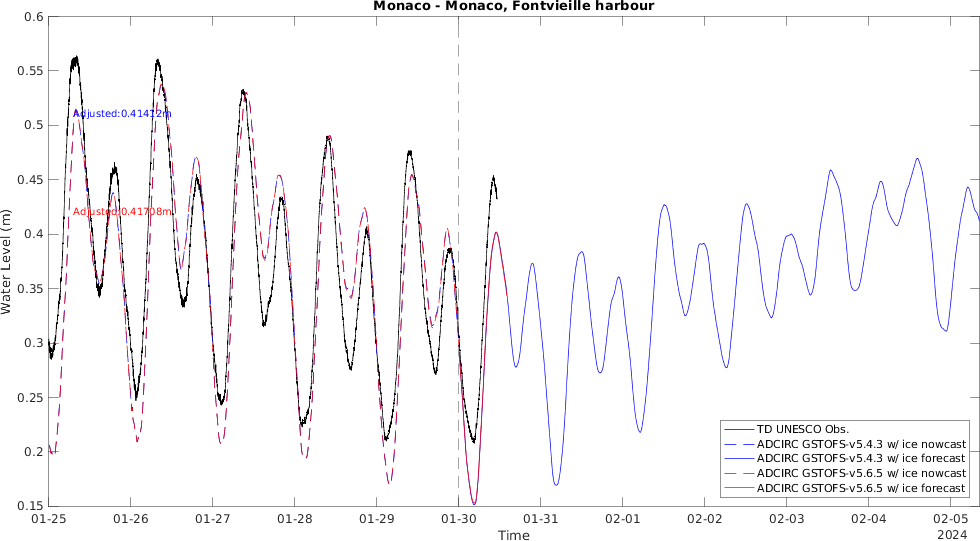 Monaco - Monaco, Fontvieille harbour
0.6
0.55
0.5
0.45
0.4
0.35
0.3
0.25
0.2
0.15
Water Level (m)
Adjusted:0.41412m
Adjusted:0.41708m
TD UNESCO Obs.
ADCIRC GSTOFS-v5.4.3 w/ ice nowcast
ADCIRC GSTOFS-v5.4.3 w/ ice forecast
ADCIRC GSTOFS-v5.6.5 w/ ice nowcast
ADCIRC GSTOFS-v5.6.5 w/ ice forecast
01-25 01-26 01-27 01-28 01-29 01-30 01-31 02-01 02-02 02-03 02-04 02-05
Time
2024